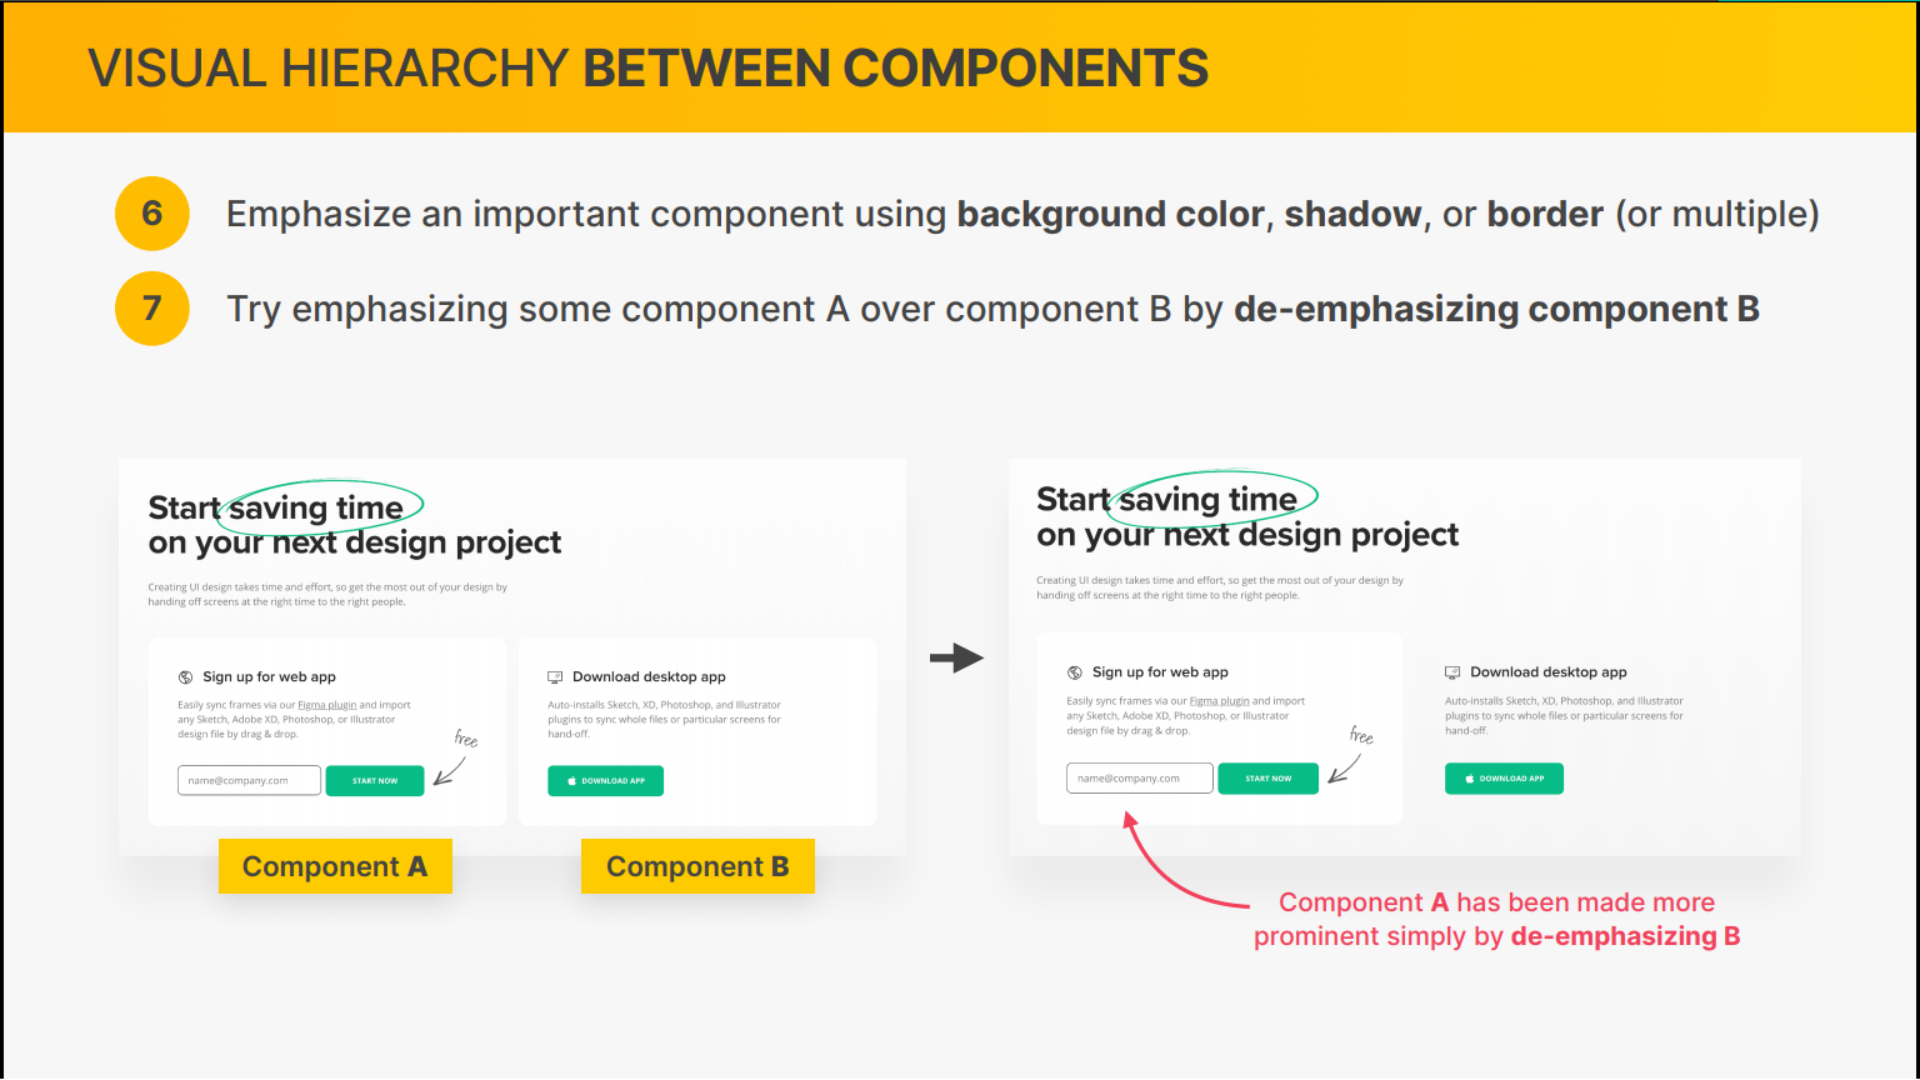 VISUAL HIERARCHY BETWEEN COMPONENTS
6 Emphasize an important component using background color, shadow, or border (or multiple)
7 Try emphasizing some component A over component B by de-emphasizing component B
Start saving time
on your next design project
Creating UI design takes time and effort, so get the most out of your design by
handing off screens at the right time to the right people.
Sign up for web app
Easily sync frames via our Figma plugin and import
any Sketch, Adobe XD, Photoshop, or Illustrator
design file by drag & drop.
free
name@company.com
START NOW
Download desktop app
Auto-installs Sketch, XD, Photoshop, and Illustrator
plugins to sync whole files or particular screens for
hand-off.
DOWNLOAD APP
Component A
Component B
Start saving time
on your next design project
Creating UI design takes time and effort, so get the most out of your design by
handing off screens at the right time to the right people.
Sign up for web app
Easily sync frames via our Figma plugin and import
any Sketch, Adobe XD, Photoshop, or Illustrator
design file by drag & drop.
free
name@company.com
START NOW
Download desktop app
Auto-installs Sketch, XD, Photoshop, and Illustrator
plugins to sync whole files or particular screens for
hand-off.
DOWNLOAD APP
Component A has been made more
prominent simply by de-emphasizing B